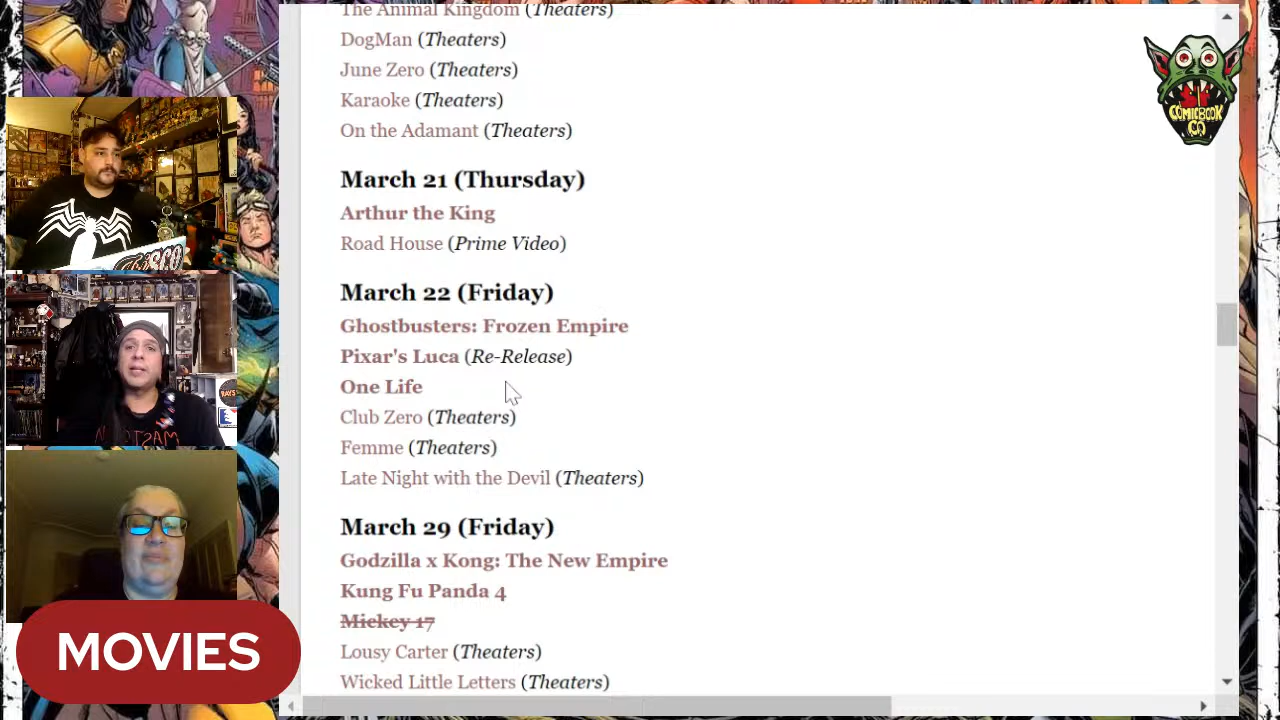 The Animal Kingdom (Theaters)
DogMan (Theaters)
June Zero (Theaters)
Karaoke (Theaters)
On the Adamant (Theaters)
March 21 (Thursday)
Arthur the King
Road House (Prime Video)
March 22 (Friday)
Ghostbusters: Frozen Empire
Pixar's Luca (Re-Release)
One Life
Club Zero (Theaters)
Femme (Theaters)
Late Night with the Devil (Theaters)
March 29 (Friday)
Godzilla x Kong: The New Empire
Kung Fu Panda 4
Mickey 17
Lousy Carter (Theaters)
Wicked Little Letters (Theaters)
COMICBOOK
CO
RAYS
MOVIES